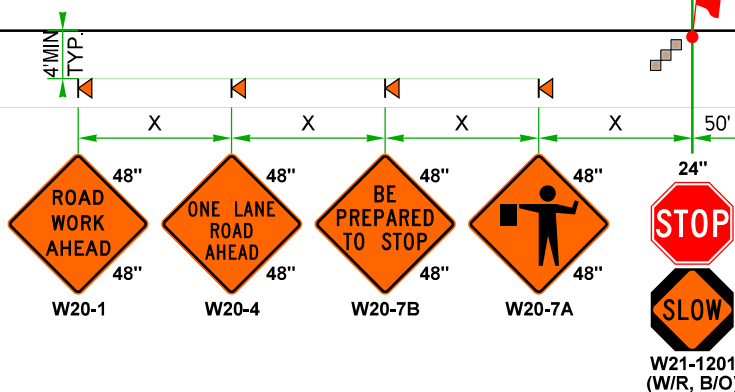 4'MIN
TYP.
X
X
X
X
50'
48"
48"
48"
48"
24"
ROAD
WORK
AHEAD
ONE LANE
ROAD
AHEAD
BE
PREPARED
TO STOP
STOP
48"
48"
48"
48"
SLOW
W20-1
W20-4
W20-7B
W20-7A
W21-1201
(W/R, B/O)